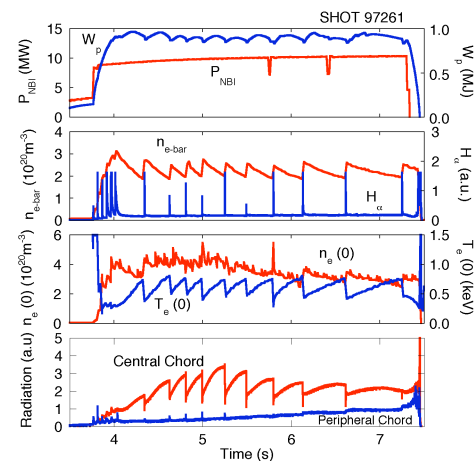 SHOT 97261
P_NBI (MW)
15
10
5
0
W_p
P_NBI
1.0
0.5
0.0
W_p (MJ)
n_e-bar (10^20 m^-3)
4
3
2
1
0
n_e-bar
H_α
3
2
1
0
H_α (a.u.)
n_e (0) (10^20 m^-3)
6
4
2
0
n_e (0)
T_e (0)
1.5
1.0
0.5
0.0
T_e (0) (keV)
Radiation (a.u)
5
4
3
2
1
0
Central Chord
Peripheral Chord
4
5
6
7
Time (s)